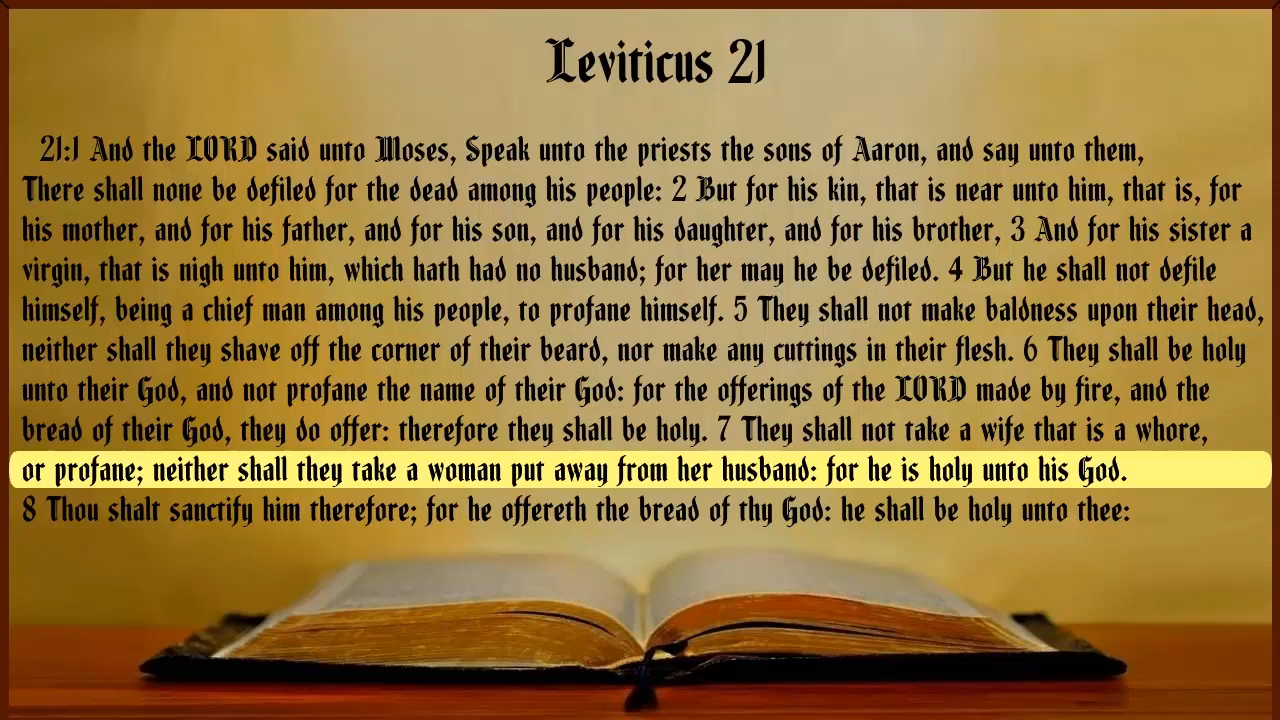 Leviticus 21
21:1 And the LORD said unto Moses, Speak unto the priests the sons of Aaron, and say unto them,
There shall none be defiled for the dead among his people: 2 But for his kin, that is near unto him, that is, for
his mother, and for his father, and for his son, and for his daughter, and for his brother, 3 And for his sister a
virgin, that is nigh unto him, which hath had no husband; for her may he be defiled. 4 But he shall not defile
himself, being a chief man among his people, to profane himself. 5 They shall not make baldness upon their head,
neither shall they shave off the corner of their beard, nor make any cuttings in their flesh. 6 They shall be holy
unto their God, and not profane the name of their God: for the offerings of the LORD made by fire, and the
bread of their God, they do offer: therefore they shall be holy. 7 They shall not take a wife that is a whore,
or profane; neither shall they take a woman put away from her husband: for he is holy unto his God.
8 Thou shalt sanctify him therefore; for he offereth the bread of thy God: he shall be holy unto thee: